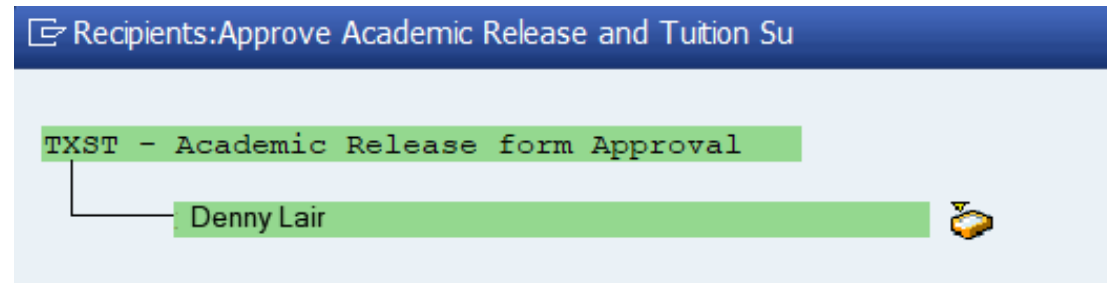 Recipients:Approve Academic Release and Tuition Su
TXST - Academic Release form Approval
Denny Lair